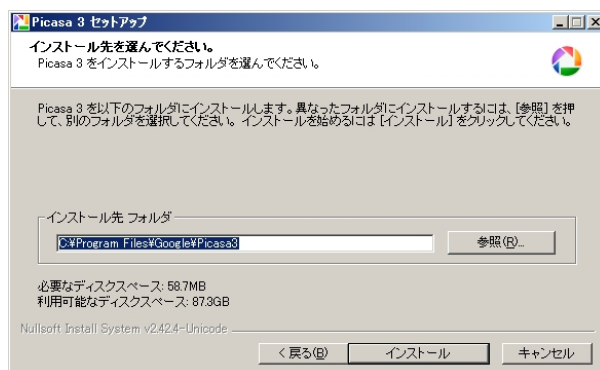 Picasa 3 セットアップ
インストール先を選んでください。
Picasa 3 をインストールするフォルダを選んでください。
Picasa 3 を以下のフォルダにインストールします。異なったフォルダにインストールするには、[参照] を押
して、別のフォルダを選択してください。 インストールを始めるには [インストール] をクリックしてください。
インストール先 フォルダ
C:¥Program Files¥Google¥Picasa3
参照(R)...
必要なディスクスペース: 58.7MB
利用可能なディスクスペース: 87.3GB
Nullsoft Install System v2.42.4-Unicode
< 戻る(B)
インストール
キャンセル